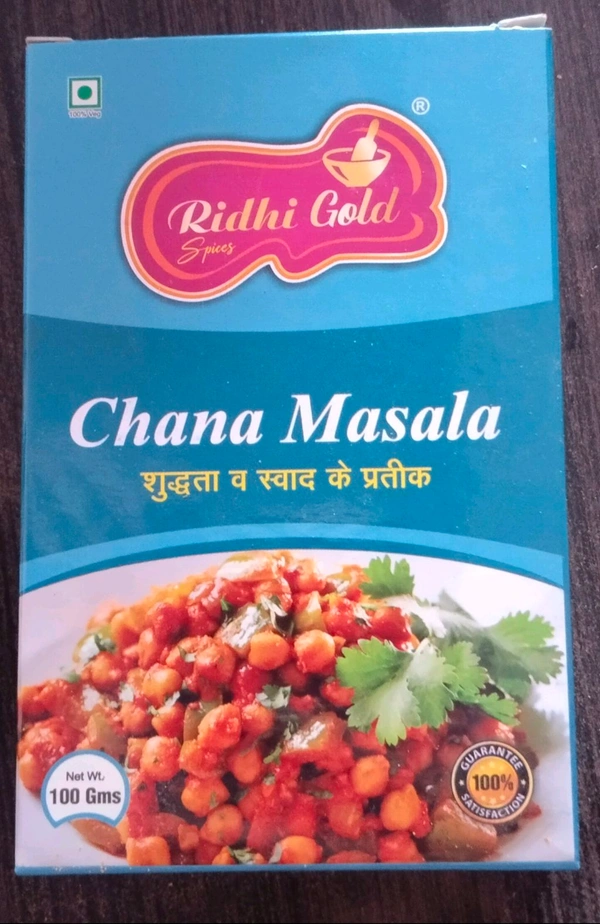 100% Veg
®
Ridhi Gold
Spices
Chana Masala
शुद्धता व स्वाद के प्रतीक
Net Wt.
100 Gms
GUARANTEE
100%
SATISFACTION